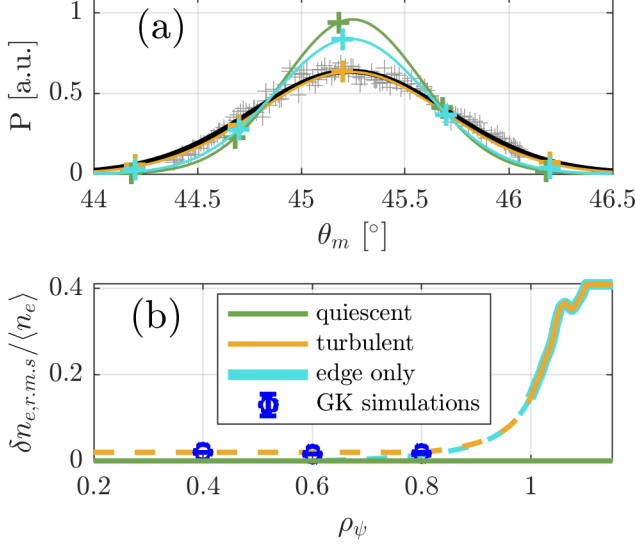 (a)
P [a.u.]
1
0.5
0
44
44.5
45
45.5
46
46.5
θm [°]
(b)
δne,r.m.s/⟨ne⟩
0.4
0.2
0
quiescent
turbulent
edge only
GK simulations
0.2
0.4
0.6
0.8
1
ρψ